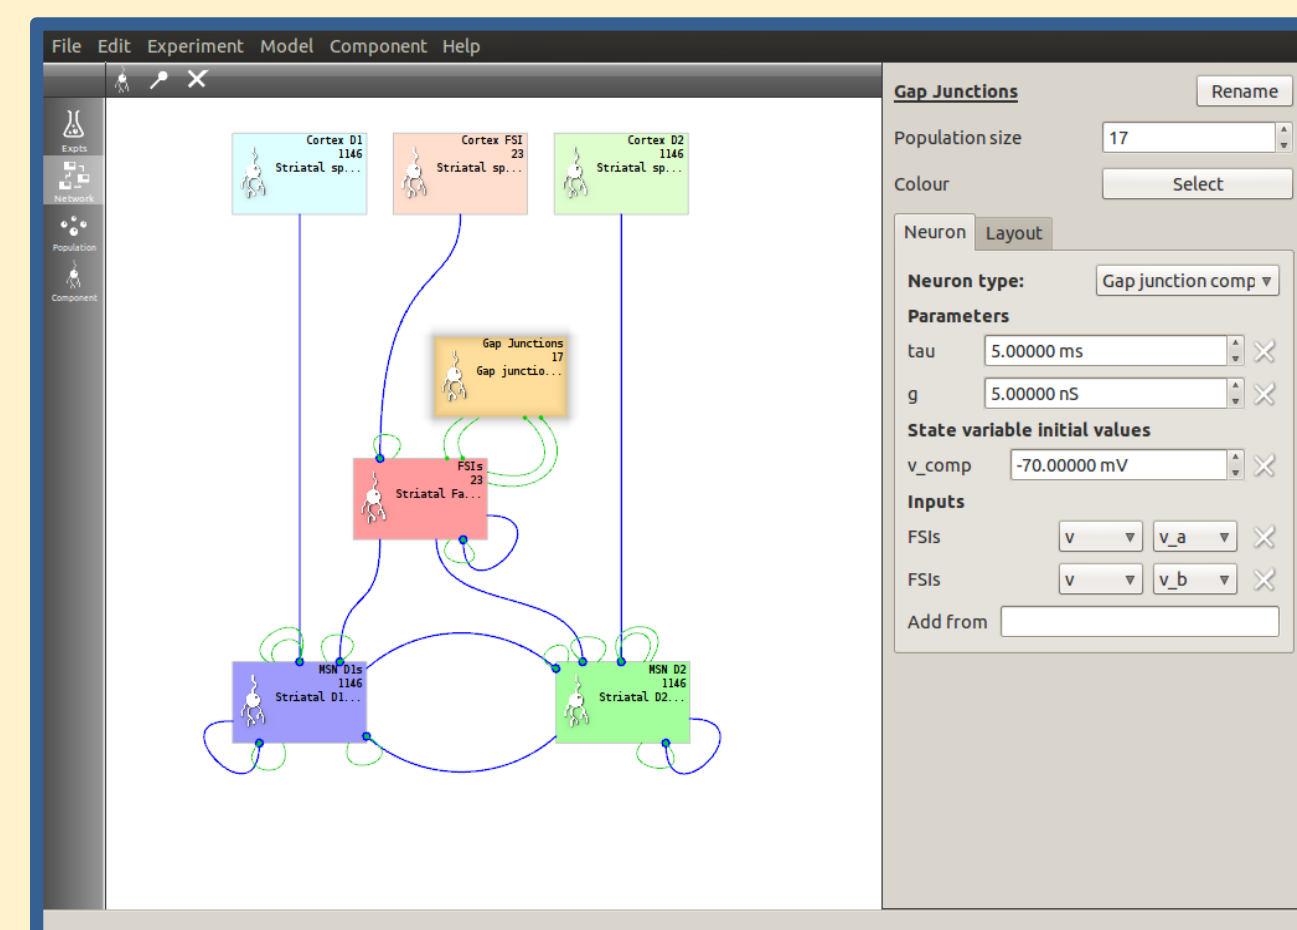 File Edit Experiment Model Component Help
Expts
Network
Population
Component
Cortex D1
1146
Striatal sp...
Cortex FSI
23
Striatal sp...
Cortex D2
1146
Striatal sp...
Gap Junctions
17
Gap junctio...
FSIs
23
Striatal Fa...
MSN D1s
1146
Striatal D1...
MSN D2
1146
Striatal D2...
Gap Junctions Rename
Population size 17
Colour Select
Neuron Layout
Neuron type: Gap junction comp
Parameters
tau 5.00000 ms
g 5.00000 nS
State variable initial values
v_comp -70.00000 mV
Inputs
FSIs v v_a
FSIs v v_b
Add from